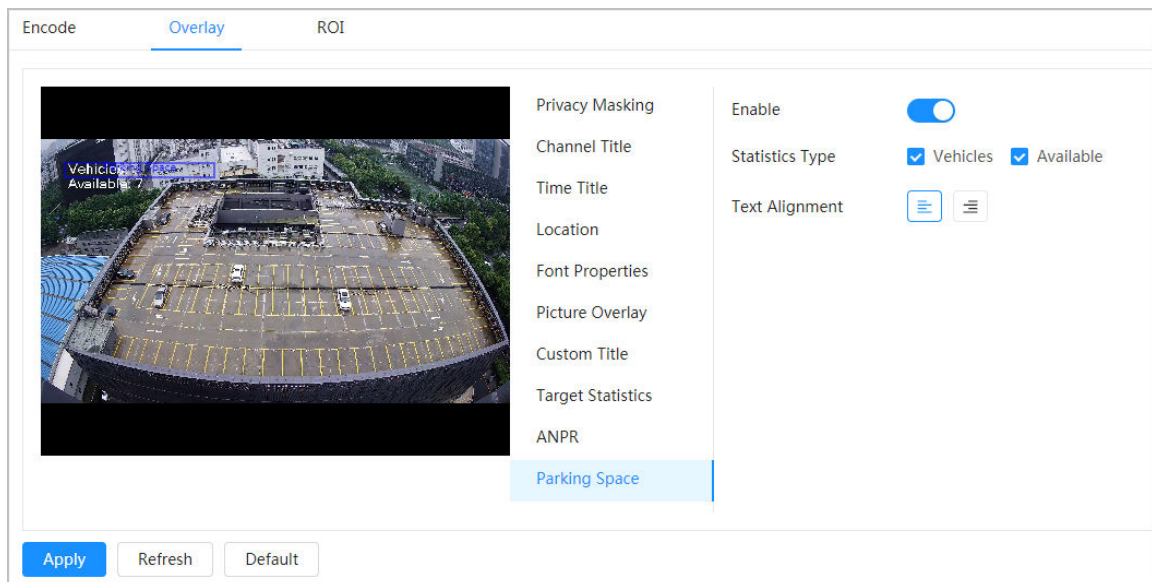 Encode Overlay ROI
Privacy Masking
Channel Title
Time Title
Location
Font Properties
Picture Overlay
Custom Title
Target Statistics
ANPR
Parking Space
Enable
Statistics Type Vehicles Available
Text Alignment
Space
Available: 7
Apply Refresh Default